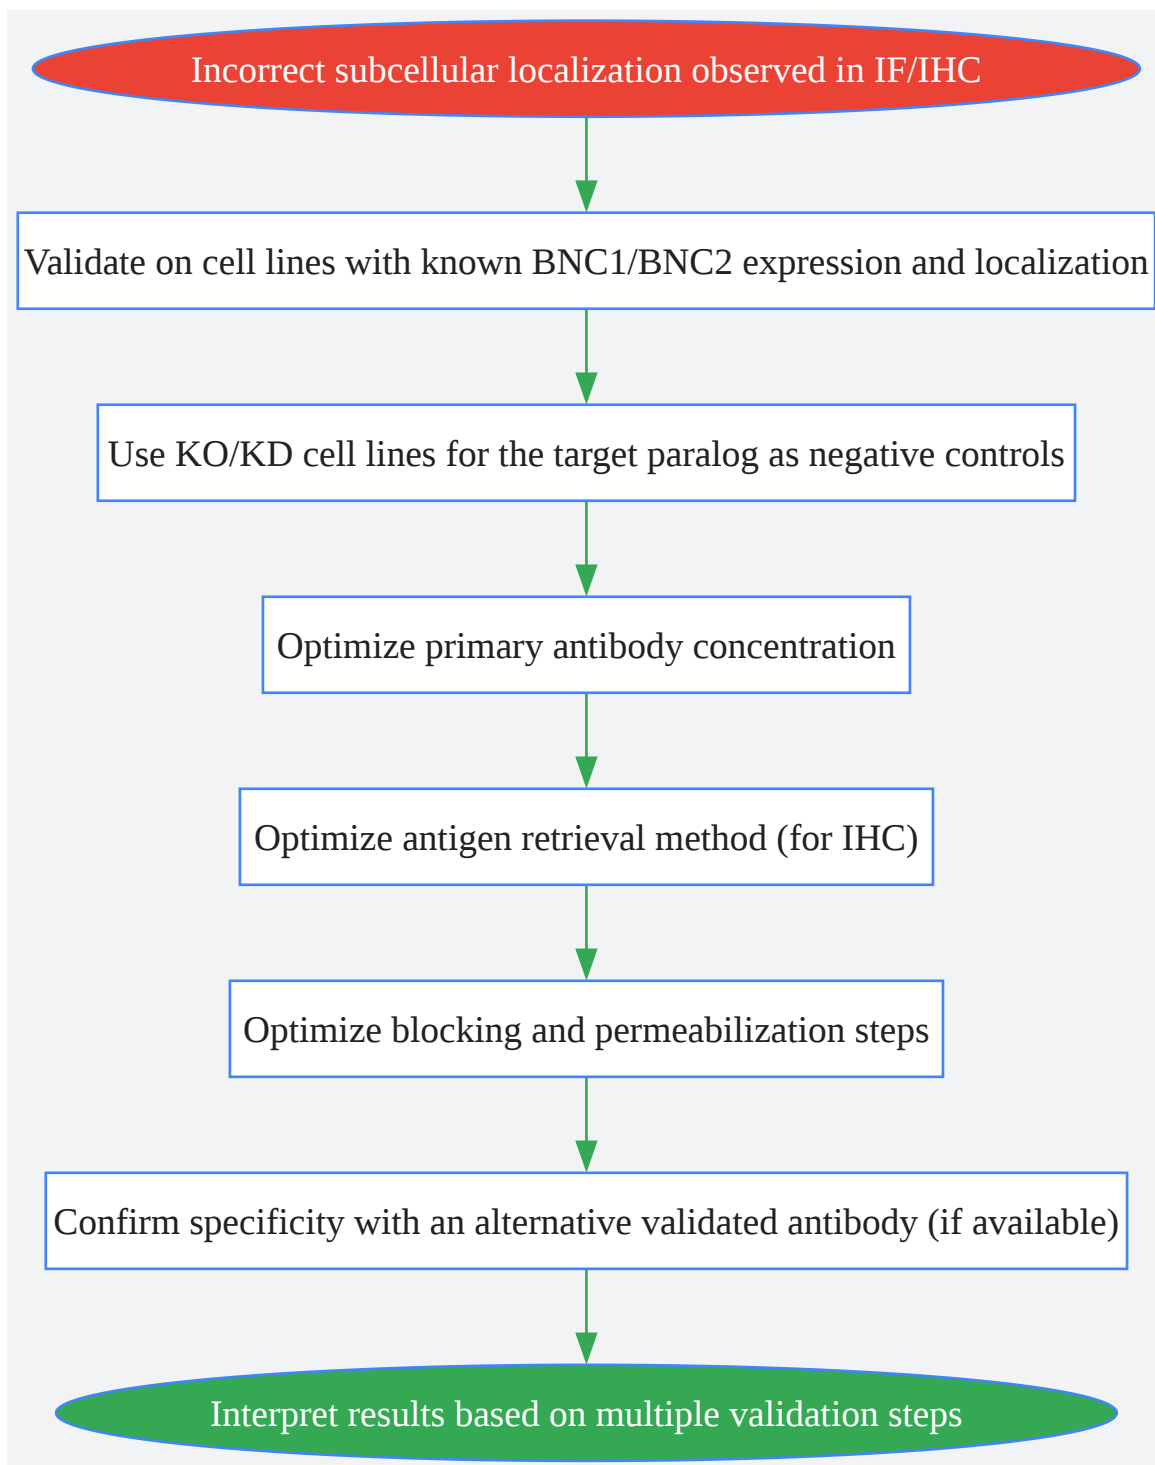 Incorrect subcellular localization observed in IF/IHC
Validate on cell lines with known BNC1/BNC2 expression and localization
Use KO/KD cell lines for the target paralog as negative controls
Optimize primary antibody concentration
Optimize antigen retrieval method (for IHC)
Optimize blocking and permeabilization steps
Confirm specificity with an alternative validated antibody (if available)
Interpret results based on multiple validation steps